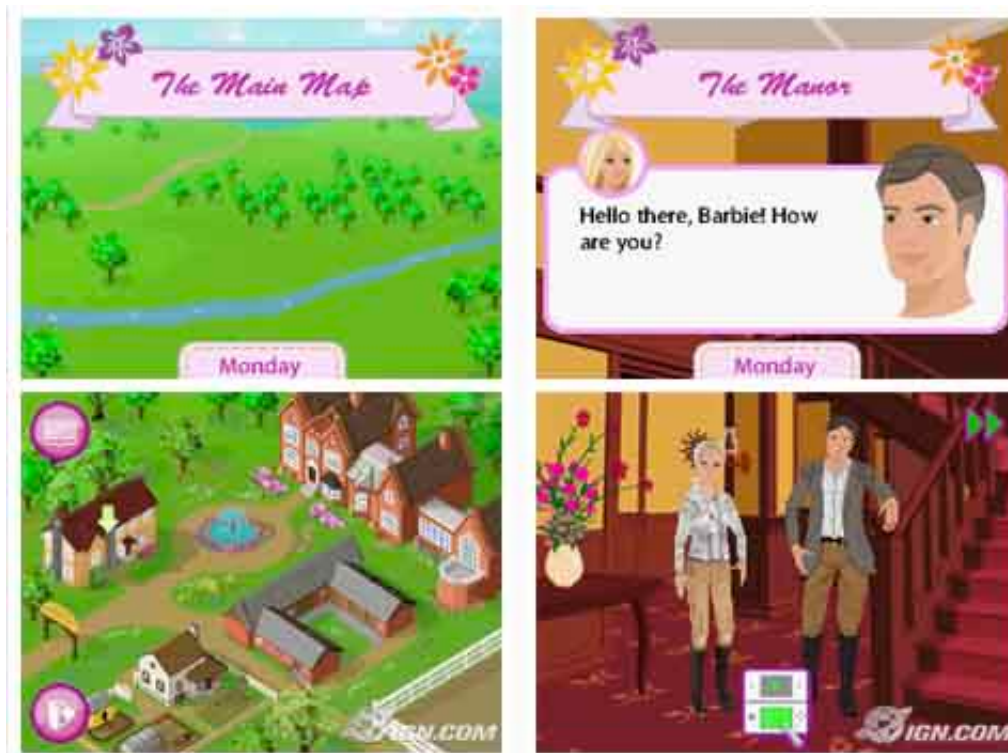 The Main Map
Monday
IGN.COM
The Manor
Hello there, Barbie! How
are you?
Monday
IGN.COM